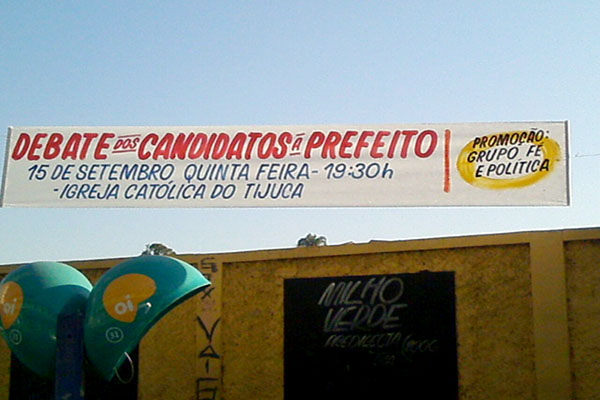 DEBATE DOS CANDIDATOS À PREFEITO
15 DE SETEMBRO QUINTA FEIRA - 19:30h
- IGREJA CATÓLICA DO TIJUCA
PROMOÇÃO:
GRUPO FÉ
E POLÍTICA
oi
oi
51
MILHO
VERDE